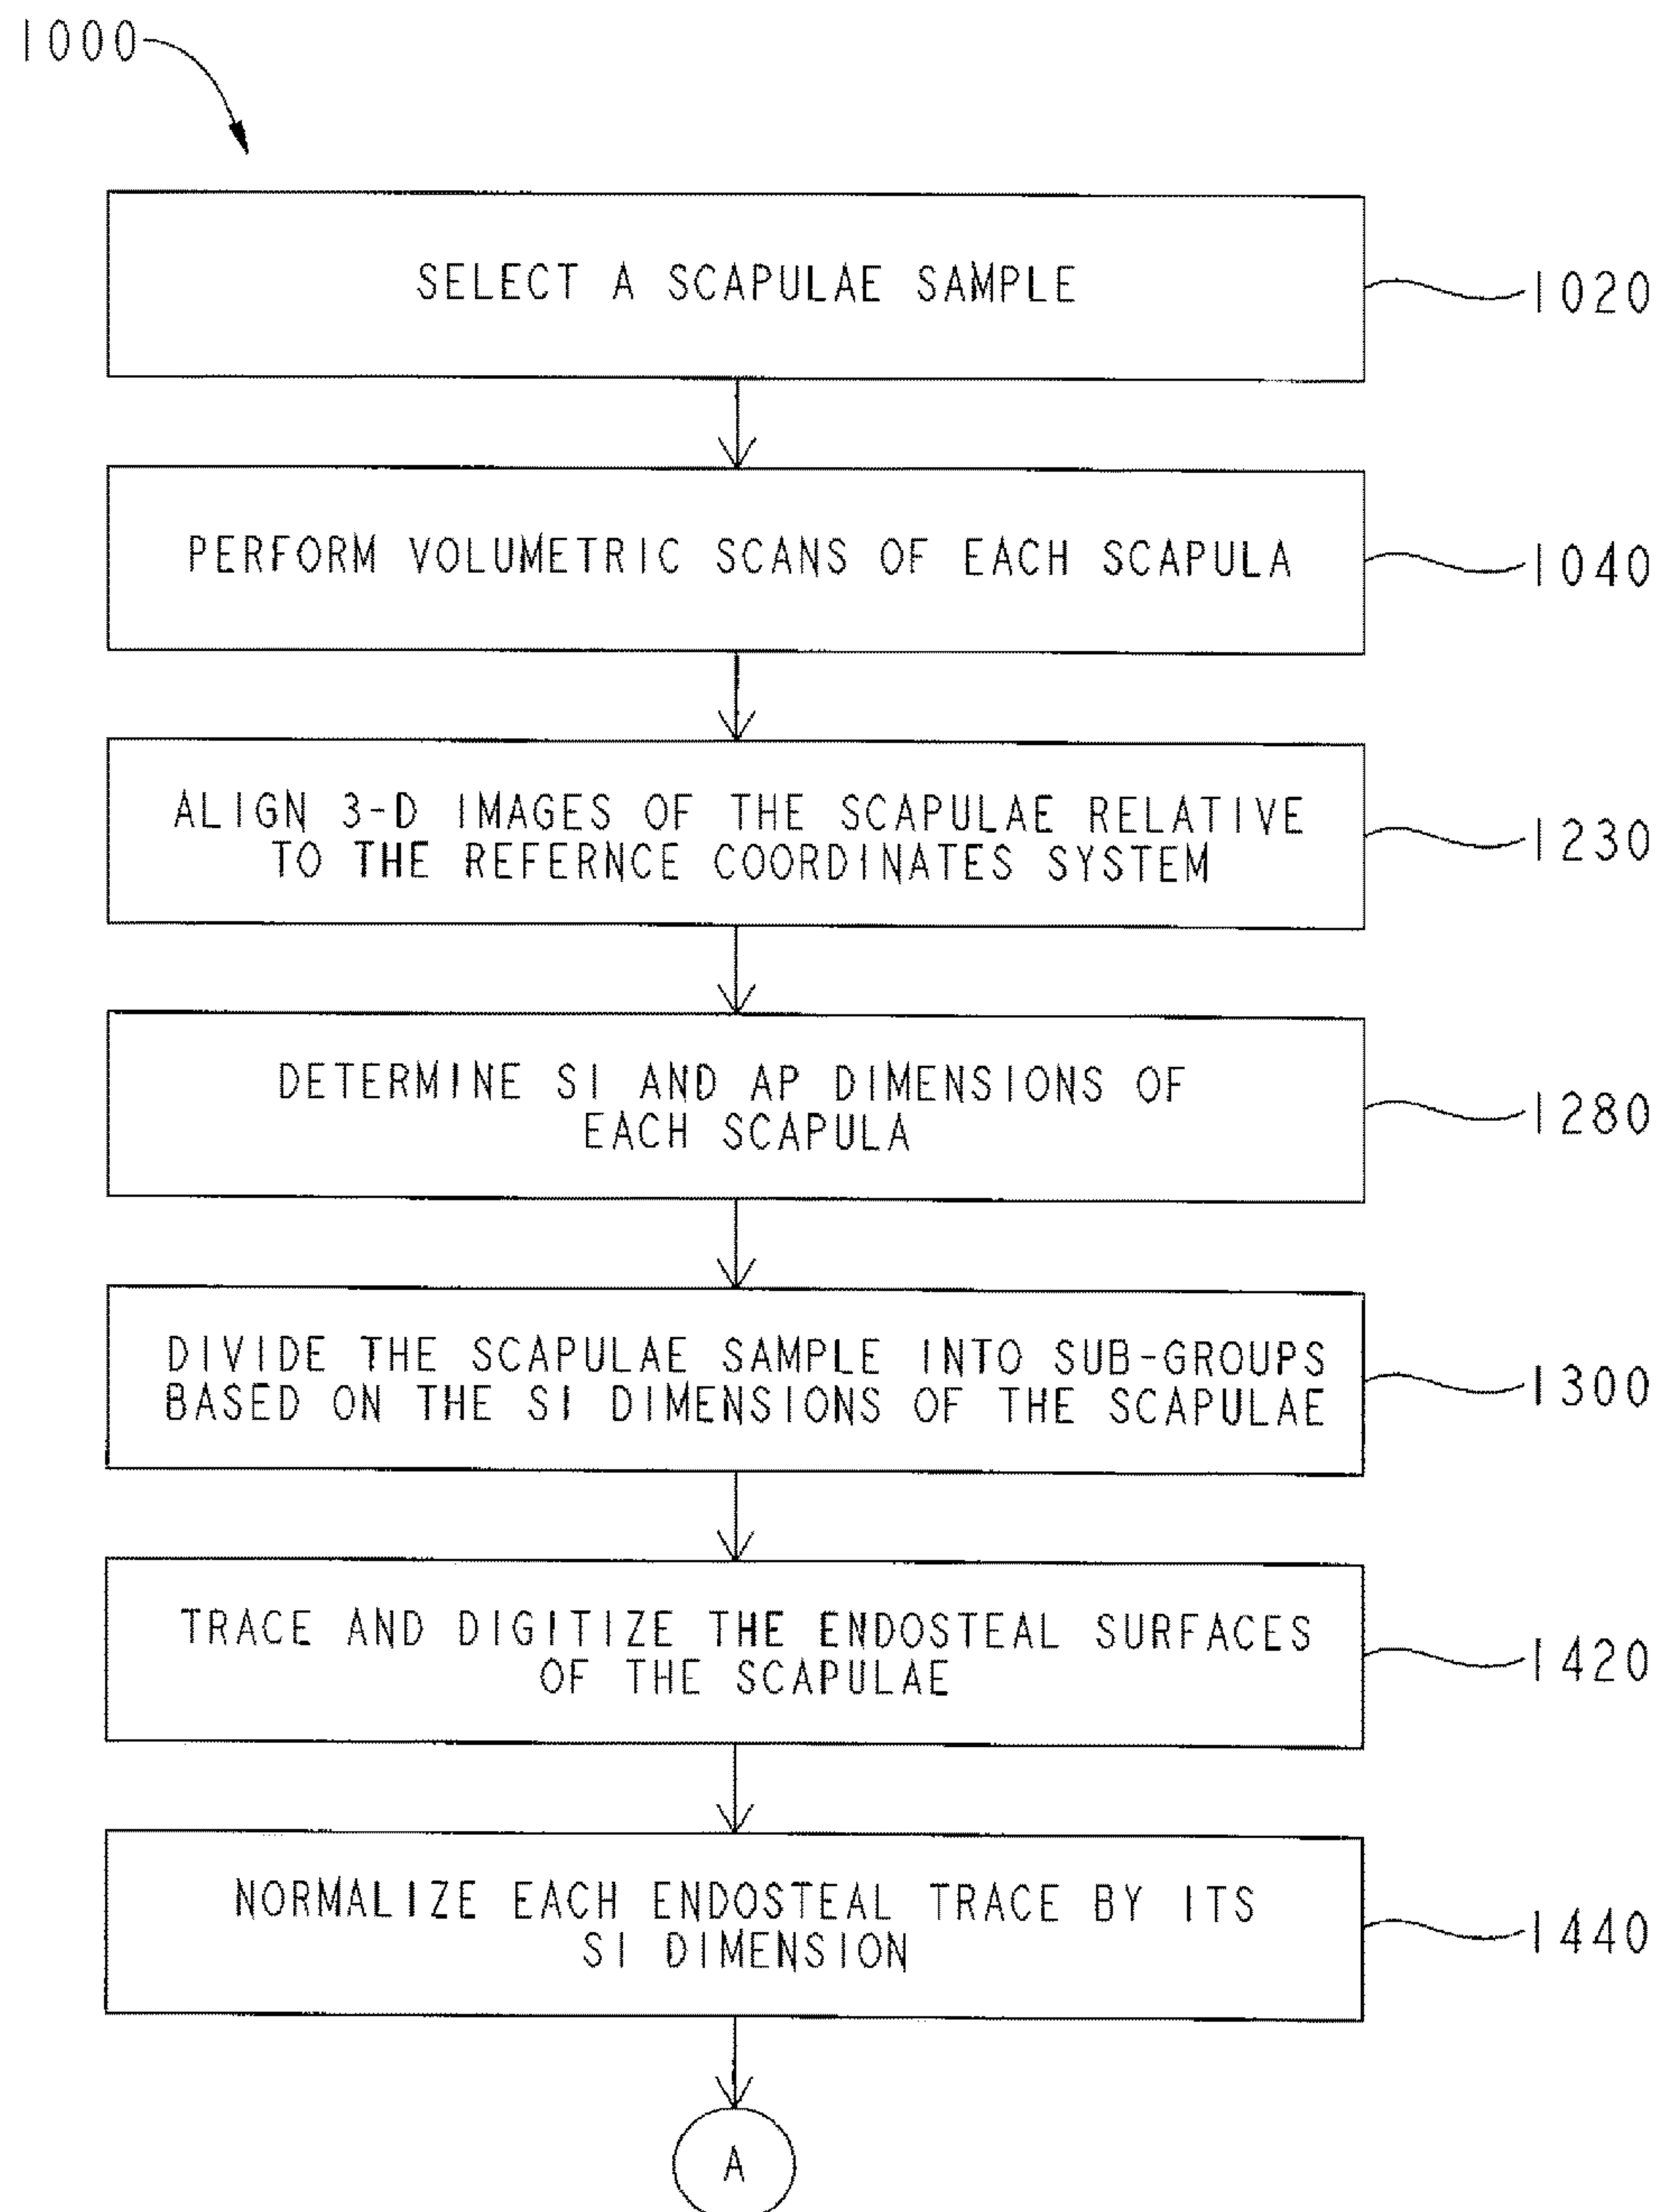 1000
SELECT A SCAPULAE SAMPLE
1020
PERFORM VOLUMETRIC SCANS OF EACH SCAPULA
1040
ALIGN 3-D IMAGES OF THE SCAPULAE RELATIVE
TO THE REFERNCE COORDINATES SYSTEM
1230
DETERMINE SI AND AP DIMENSIONS OF
EACH SCAPULA
1280
DIVIDE THE SCAPULAE SAMPLE INTO SUB-GROUPS
BASED ON THE SI DIMENSIONS OF THE SCAPULAE
1300
TRACE AND DIGITIZE THE ENDOSTEAL SURFACES
OF THE SCAPULAE
1420
NORMALIZE EACH ENDOSTEAL TRACE BY ITS
SI DIMENSION
1440
A